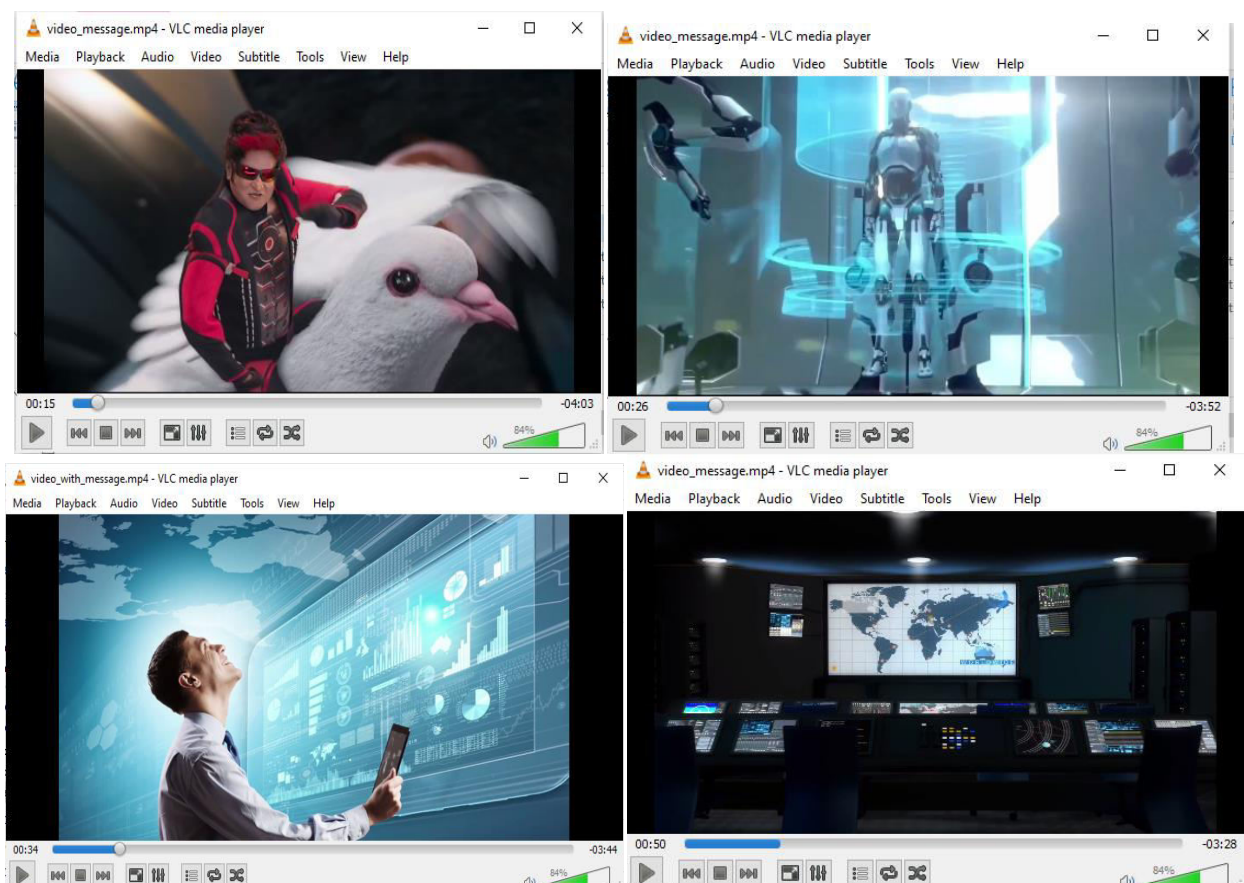 video_message.mp4 - VLC media player
Media Playback Audio Video Subtitle Tools View Help
00:15 -04:03
84%
video_message.mp4 - VLC media player
Media Playback Audio Video Subtitle Tools View Help
00:26 -03:52
84%
video_with_message.mp4 - VLC media player
Media Playback Audio Video Subtitle Tools View Help
00:34 -03:44
84%
video_message.mp4 - VLC media player
Media Playback Audio Video Subtitle Tools View Help
00:50 -03:28
84%